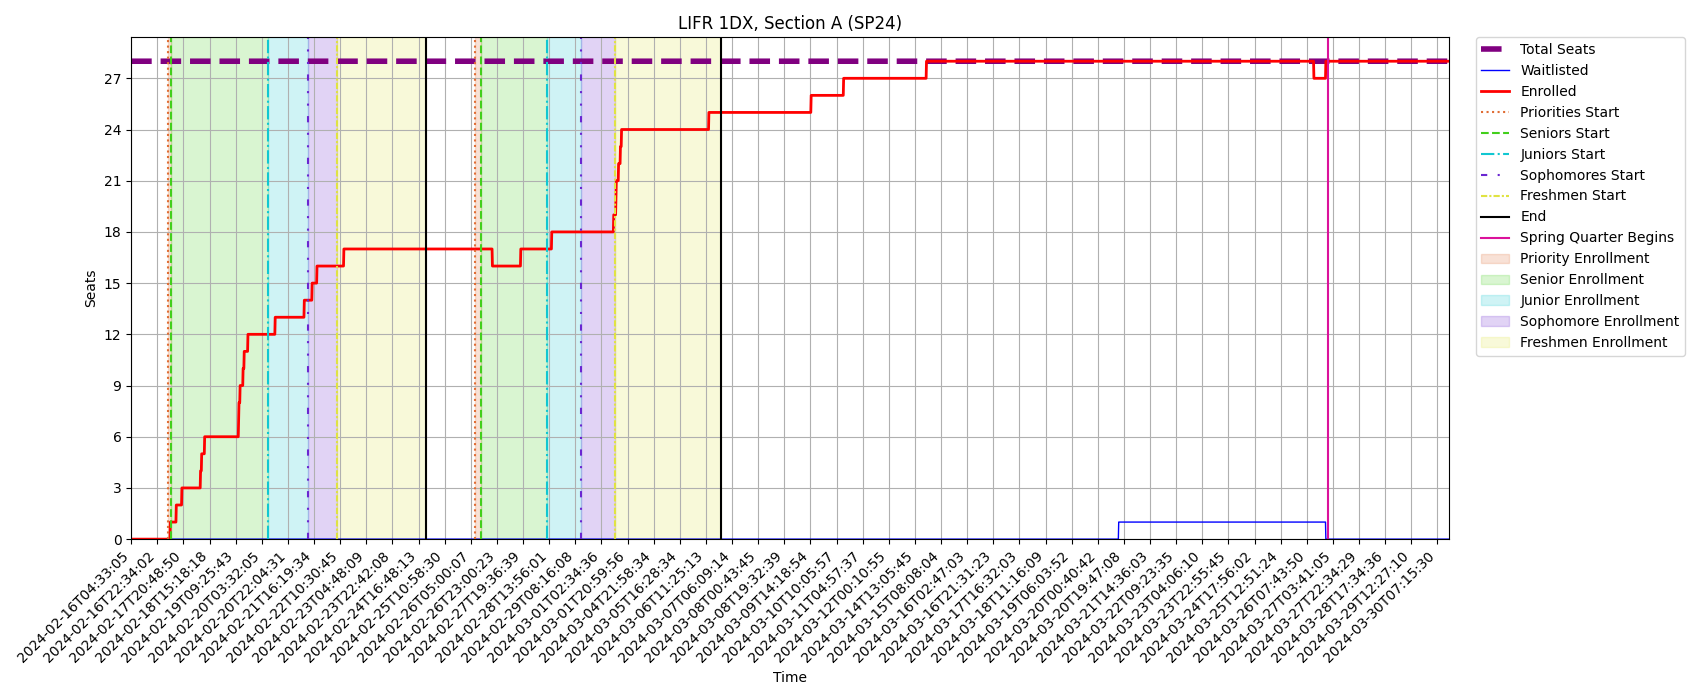 LIFR 1DX, Section A (SP24)
Total Seats
Waitlisted
Enrolled
Priorities Start
Seniors Start
Juniors Start
Sophomores Start
Freshmen Start
End
Spring Quarter Begins
Priority Enrollment
Senior Enrollment
Junior Enrollment
Sophomore Enrollment
Freshmen Enrollment
Seats
27
24
21
18
15
12
9
6
3
0
2024-02-16T04:33:05
2024-02-16T22:34:02
2024-02-17T20:48:50
2024-02-18T15:18:18
2024-02-19T09:25:43
2024-02-20T03:32:05
2024-02-20T22:04:31
2024-02-21T16:19:34
2024-02-22T10:30:45
2024-02-23T04:48:09
2024-02-23T22:42:08
2024-02-24T16:48:13
2024-02-25T10:58:30
2024-02-26T05:00:07
2024-02-26T23:00:23
2024-02-27T19:36:39
2024-02-28T13:56:01
2024-02-29T08:16:08
2024-03-01T02:34:36
2024-03-01T20:59:56
2024-03-04T21:58:34
2024-03-05T16:28:34
2024-03-06T11:25:13
2024-03-07T06:09:14
2024-03-08T00:43:45
2024-03-08T19:32:39
2024-03-09T14:18:54
2024-03-10T10:05:57
2024-03-11T04:57:37
2024-03-12T00:10:55
2024-03-14T13:05:45
2024-03-15T08:08:04
2024-03-16T02:47:03
2024-03-16T21:31:23
2024-03-17T16:32:03
2024-03-18T11:16:09
2024-03-19T06:03:52
2024-03-20T00:40:42
2024-03-20T19:47:08
2024-03-21T14:36:03
2024-03-22T09:23:35
2024-03-23T04:06:10
2024-03-23T22:55:45
2024-03-24T17:56:02
2024-03-25T12:51:24
2024-03-26T07:43:50
2024-03-27T03:41:05
2024-03-27T22:34:29
2024-03-28T17:34:36
2024-03-29T12:27:10
2024-03-30T07:15:30
Time